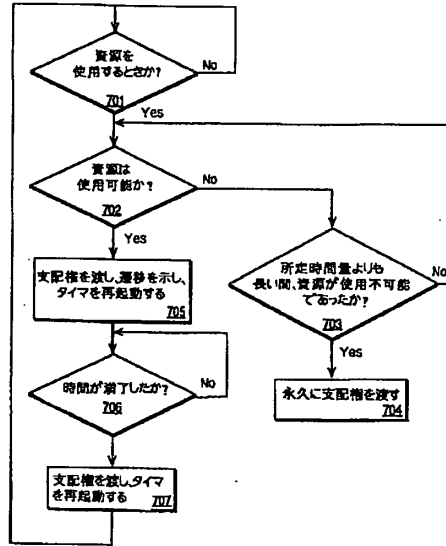 資源を
使用するときか？
701
No
Yes
資源は
使用可能か？
702
No
Yes
支配権を渡し、遷移を示し、
タイマを再起動する
705
所定時間量よりも
長い間、資源が使用不可能
であったか？
703
No
Yes
永久に支配権を渡す
704
時間が満了したか？
706
No
支配権を渡し、タイマ
を再起動する
707